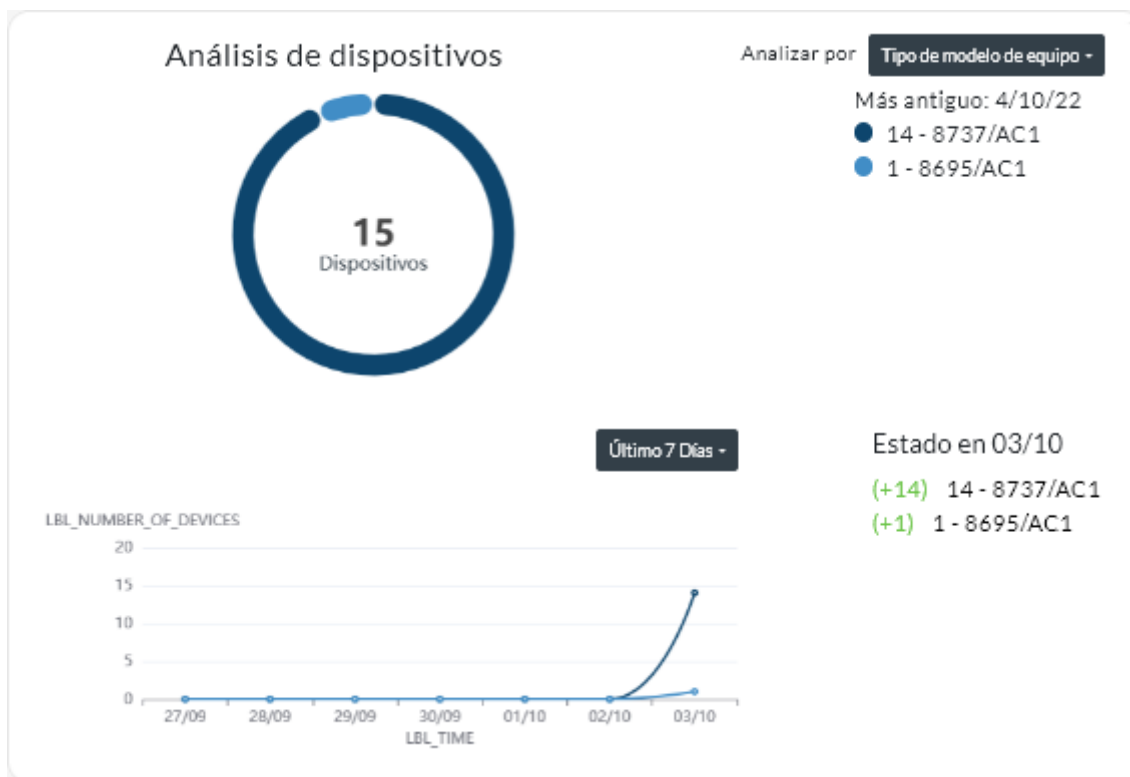 Análisis de dispositivos
Analizar por Tipo de modelo de equipo
Más antiguo: 4/10/22
14 - 8737/AC1
1 - 8695/AC1
15
Dispositivos
Último 7 Días
Estado en 03/10
(+14) 14 - 8737/AC1
(+1) 1 - 8695/AC1
LBL_NUMBER_OF_DEVICES
20
15
10
5
0
27/09 28/09 29/09 30/09 01/10 02/10 03/10
LBL_TIME